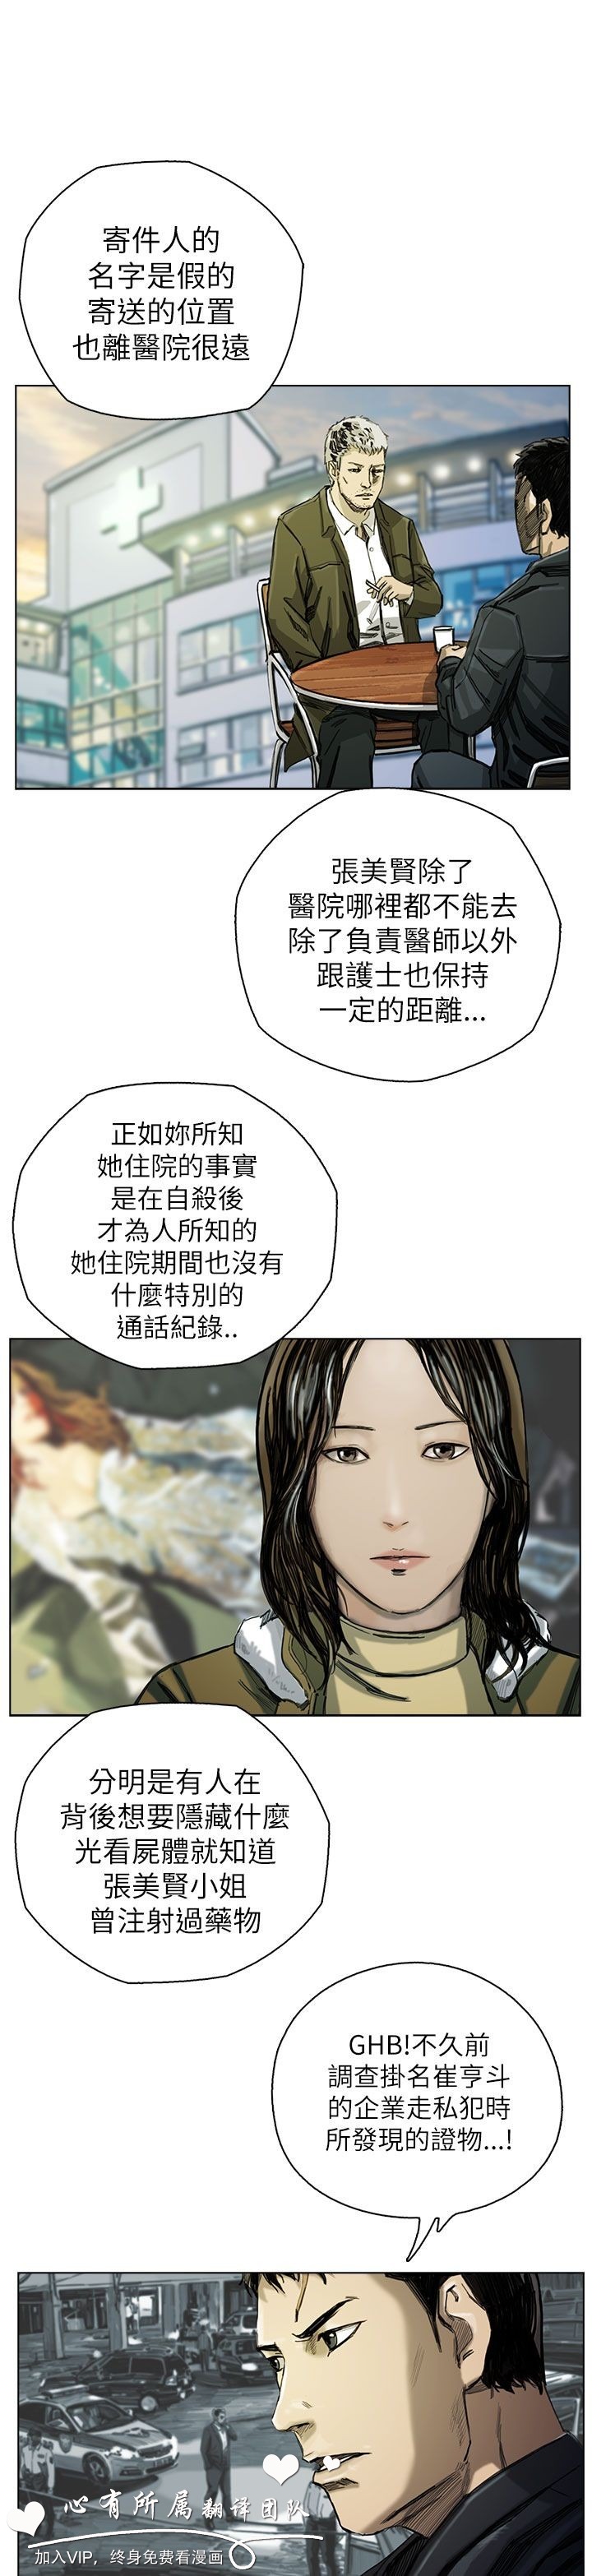 寄件人的
名字是假的
寄送的位置
也離醫院很遠
張美賢除了
醫院哪裡都不能去
除了負責醫師以外
跟護士也保持
一定的距離...
正如妳所知
她住院的事實
是在自殺後
才為人所知的
她住院期間也沒有
什麼特別的
通話紀錄..
分明是有人在
背後想要隱藏什麼
光看屍體就知道
張美賢小姐
曾注射過藥物
GHB!不久前
調查掛名崔亨斗
的企業走私犯時
所發現的證物...!
心有所属翻译团队
加入VIP，终身免费看漫画